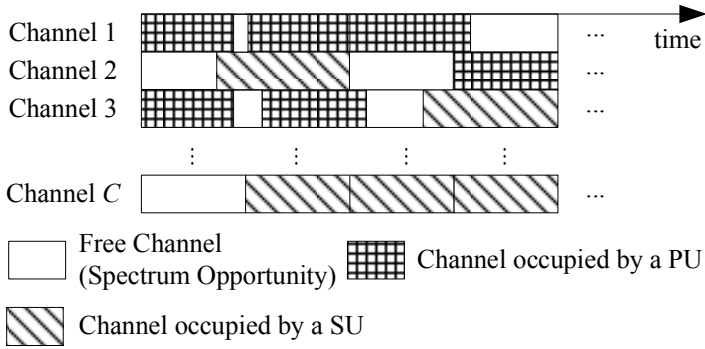 Channel 1
...
time
Channel 2
...
Channel 3
...
⋮ ⋮ ⋮ ⋮
Channel C
...
Free Channel
(Spectrum Opportunity)
Channel occupied by a PU
Channel occupied by a SU